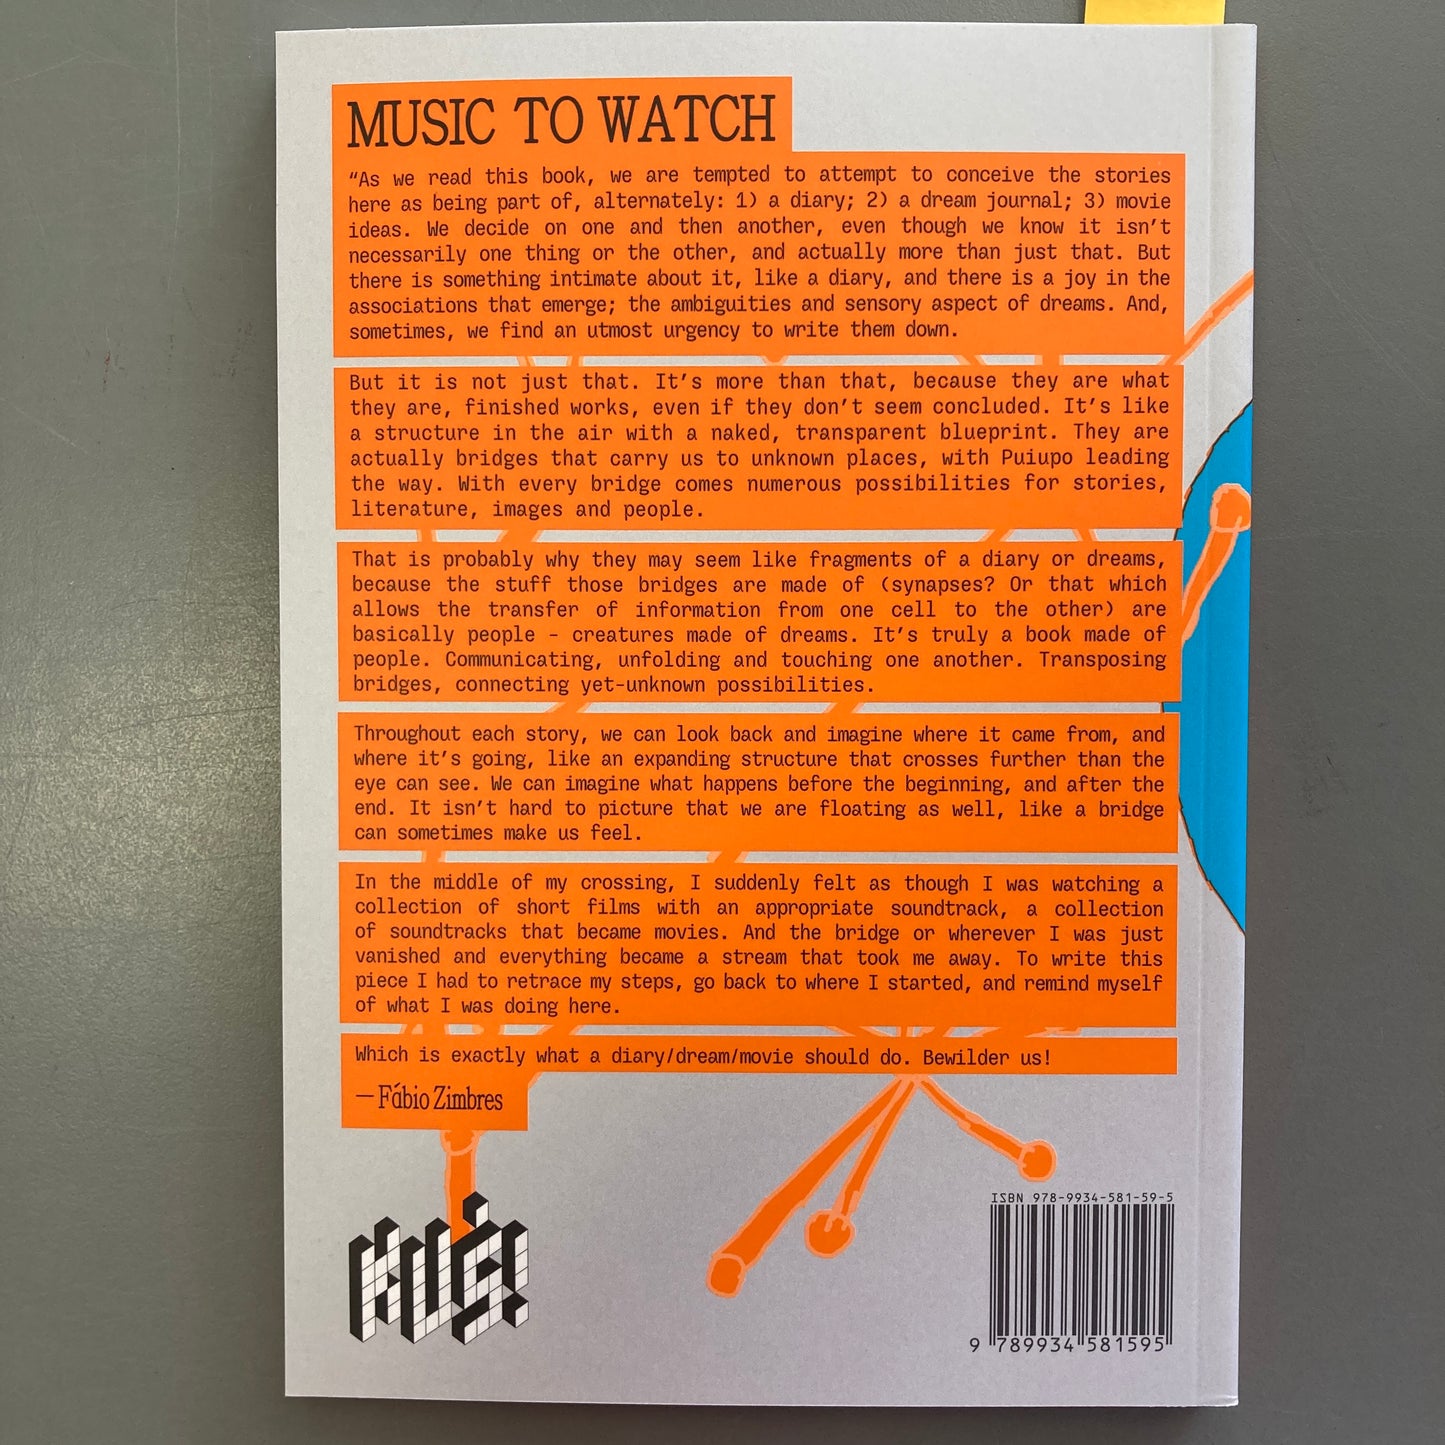 MUSIC TO WATCH
“As we read this book, we are tempted to attempt to conceive the stories
here as being part of, alternately: 1) a diary; 2) a dream journal; 3) movie
ideas. We decide on one and then another, even though we know it isn’t
necessarily one thing or the other, and actually more than just that. But
there is something intimate about it, like a diary, and there is a joy in the
associations that emerge; the ambiguities and sensory aspect of dreams. And,
sometimes, we find an utmost urgency to write them down.
But it is not just that. It’s more than that, because they are what
they are, finished works, even if they don’t seem concluded. It’s like
a structure in the air with a naked, transparent blueprint. They are
actually bridges that carry us to unknown places, with Puiupo leading
the way. With every bridge comes numerous possibilities for stories,
literature, images and people.
That is probably why they may seem like fragments of a diary or dreams,
because the stuff those bridges are made of (synapses? Or that which
allows the transfer of information from one cell to the other) are
basically people - creatures made of dreams. It’s truly a book made of
people. Communicating, unfolding and touching one another. Transposing
bridges, connecting yet-unknown possibilities.
Throughout each story, we can look back and imagine where it came from, and
where it’s going, like an expanding structure that crosses further than the
eye can see. We can imagine what happens before the beginning, and after the
end. It isn’t hard to picture that we are floating as well, like a bridge
can sometimes make us feel.
In the middle of my crossing, I suddenly felt as though I was watching a
collection of short films with an appropriate soundtrack, a collection
of soundtracks that became movies. And the bridge or wherever I was just
vanished and everything became a stream that took me away. To write this
piece I had to retrace my steps, go back to where I started, and remind myself
of what I was doing here.
Which is exactly what a diary/dream/movie should do. Bewilder us!
— Fábio Zimbres
ISBN 978-9934-581-59-5
9 789934 581595